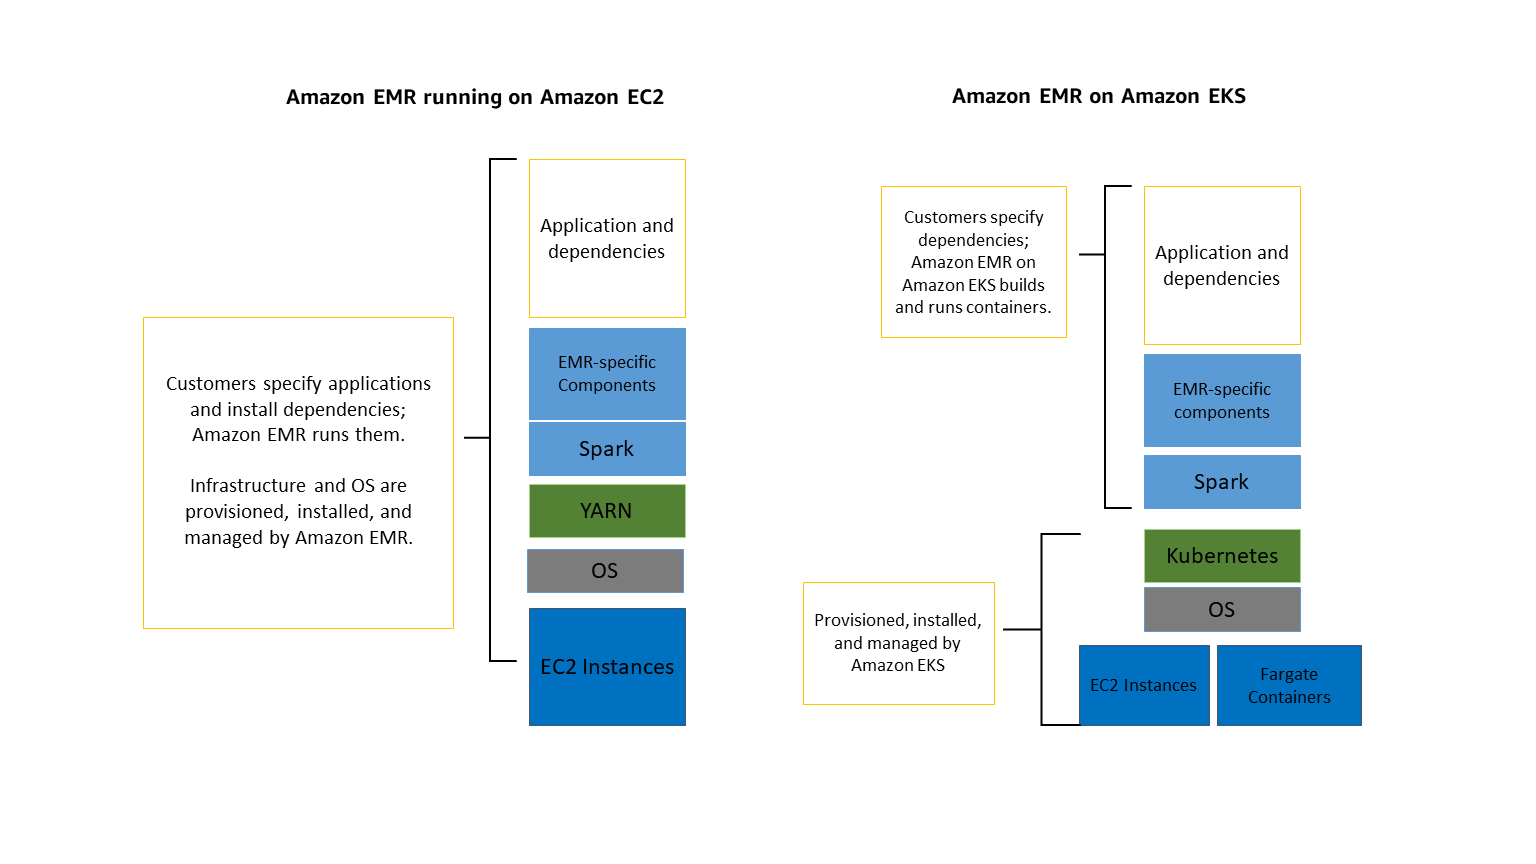 Amazon EMR running on Amazon EC2
Customers specify applications
and install dependencies;
Amazon EMR runs them.
Infrastructure and OS are
provisioned, installed, and
managed by Amazon EMR.
Application and
dependencies
EMR-specific
Components
Spark
YARN
OS
EC2 Instances
Amazon EMR on Amazon EKS
Customers specify
dependencies;
Amazon EMR on
Amazon EKS builds
and runs containers.
Application and
dependencies
EMR-specific
components
Spark
Provisioned, installed,
and managed by
Amazon EKS
Kubernetes
OS
EC2 Instances
Fargate
Containers